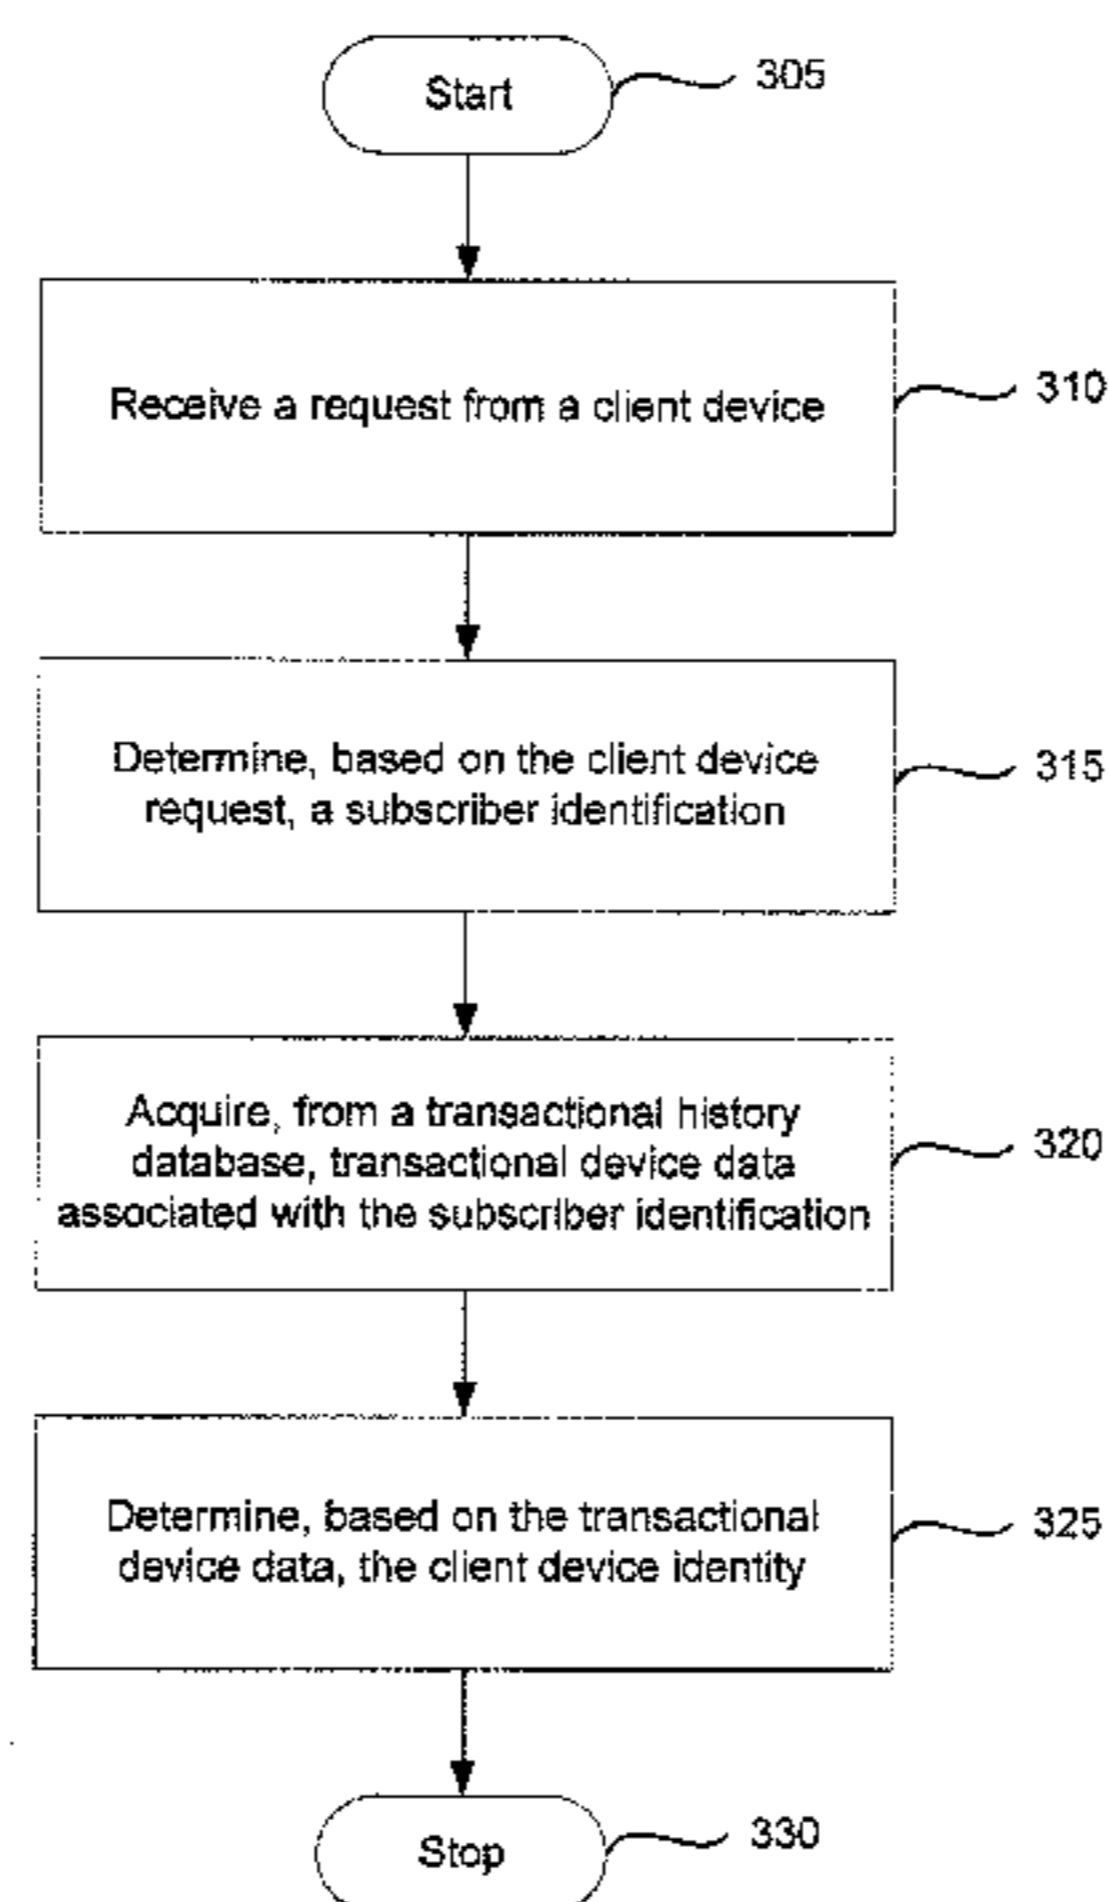 Start
305
Receive a request from a client device
310
Determine, based on the client device
request, a subscriber identification
315
Acquire, from a transactional history
database, transactional device data
associated with the subscriber identification
320
Determine, based on the transactional
device data, the client device identity
325
Stop
330